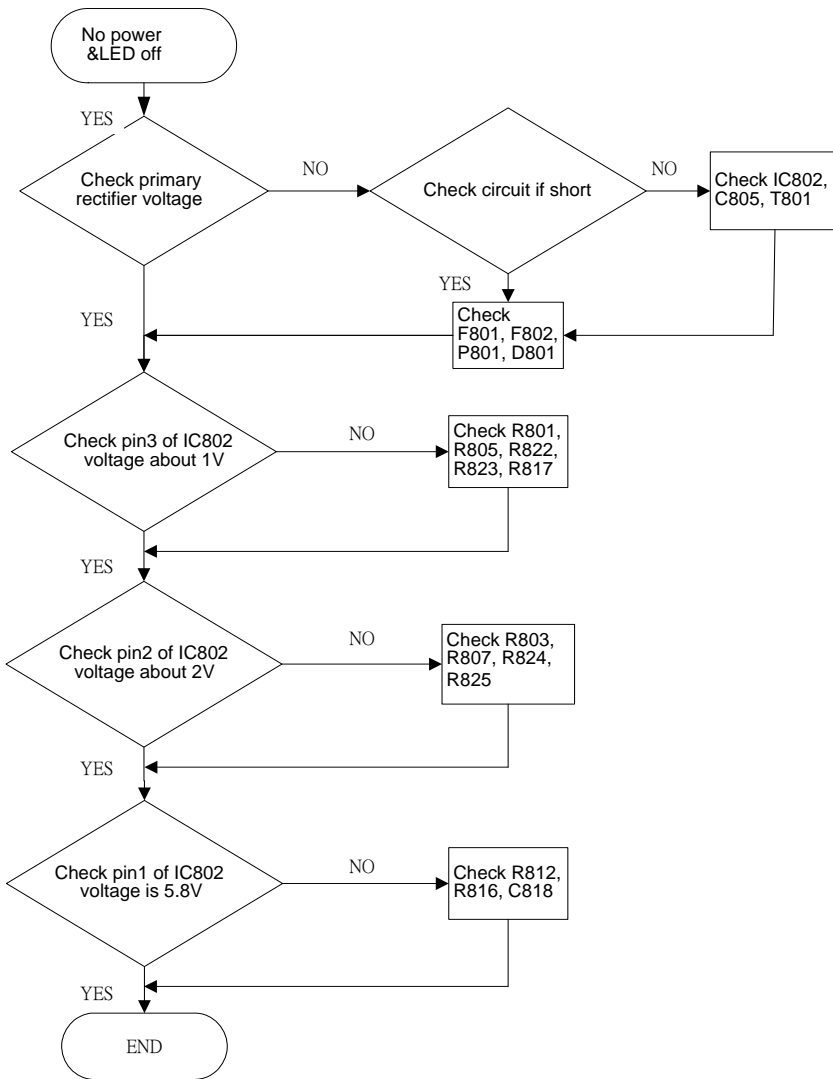 No power
&LED off
YES
Check primary
rectifier voltage
NO
Check circuit if short
NO
Check IC802,
C805, T801
YES
YES
Check
F801, F802,
P801, D801
Check pin3 of IC802
voltage about 1V
NO
Check R801,
R805, R822,
R823, R817
YES
Check pin2 of IC802
voltage about 2V
NO
Check R803,
R807, R824,
R825
YES
Check pin1 of IC802
voltage is 5.8V
NO
Check R812,
R816, C818
YES
END